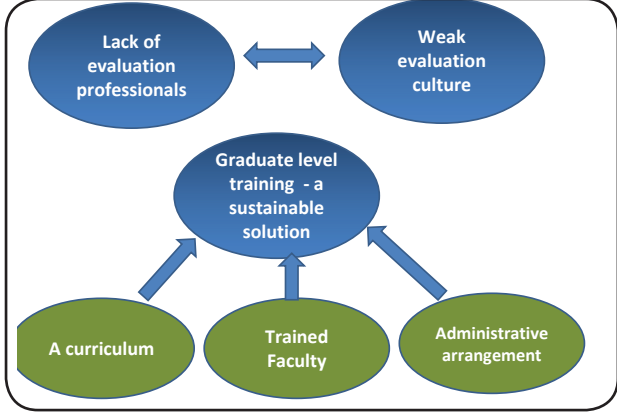 Lack of
evaluation
professionals
Weak
evaluation
culture
Graduate level
training - a
sustainable
solution
A curriculum
Trained
Faculty
Administrative
arrangement